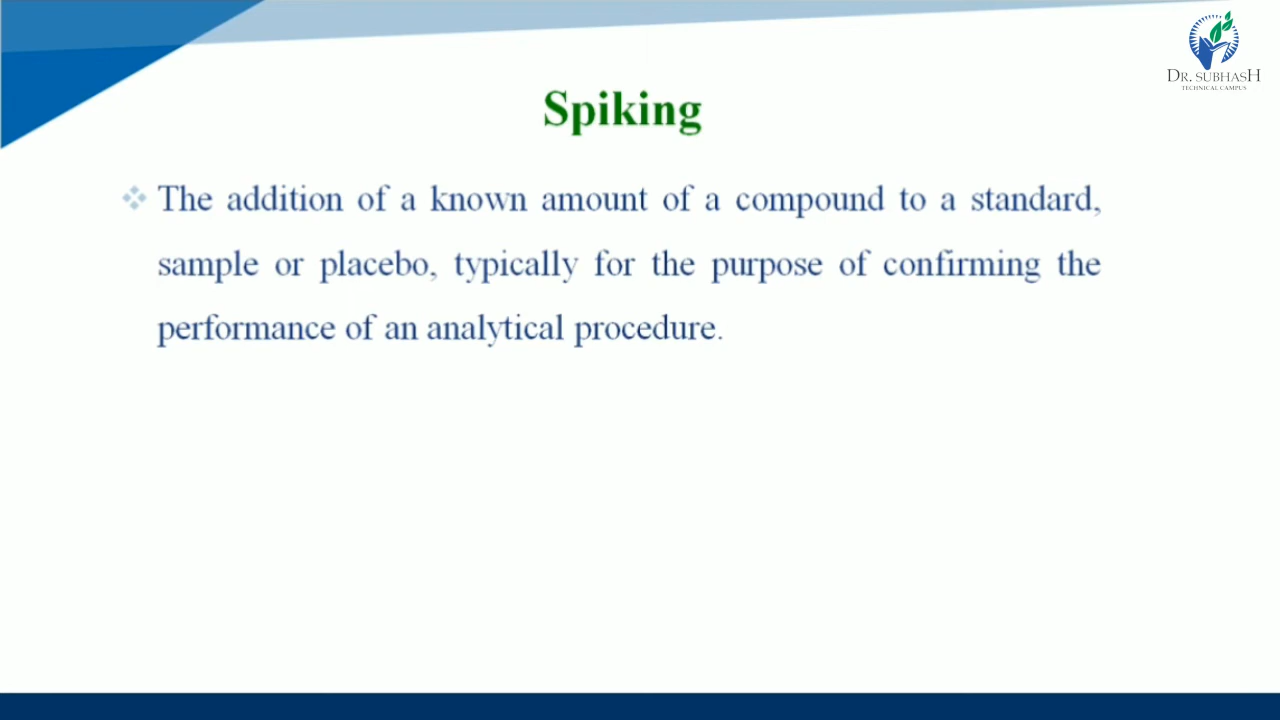 DR. SUBHASH
TECHNICAL CAMPUS
Spiking
The addition of a known amount of a compound to a standard,
sample or placebo, typically for the purpose of confirming the
performance of an analytical procedure.